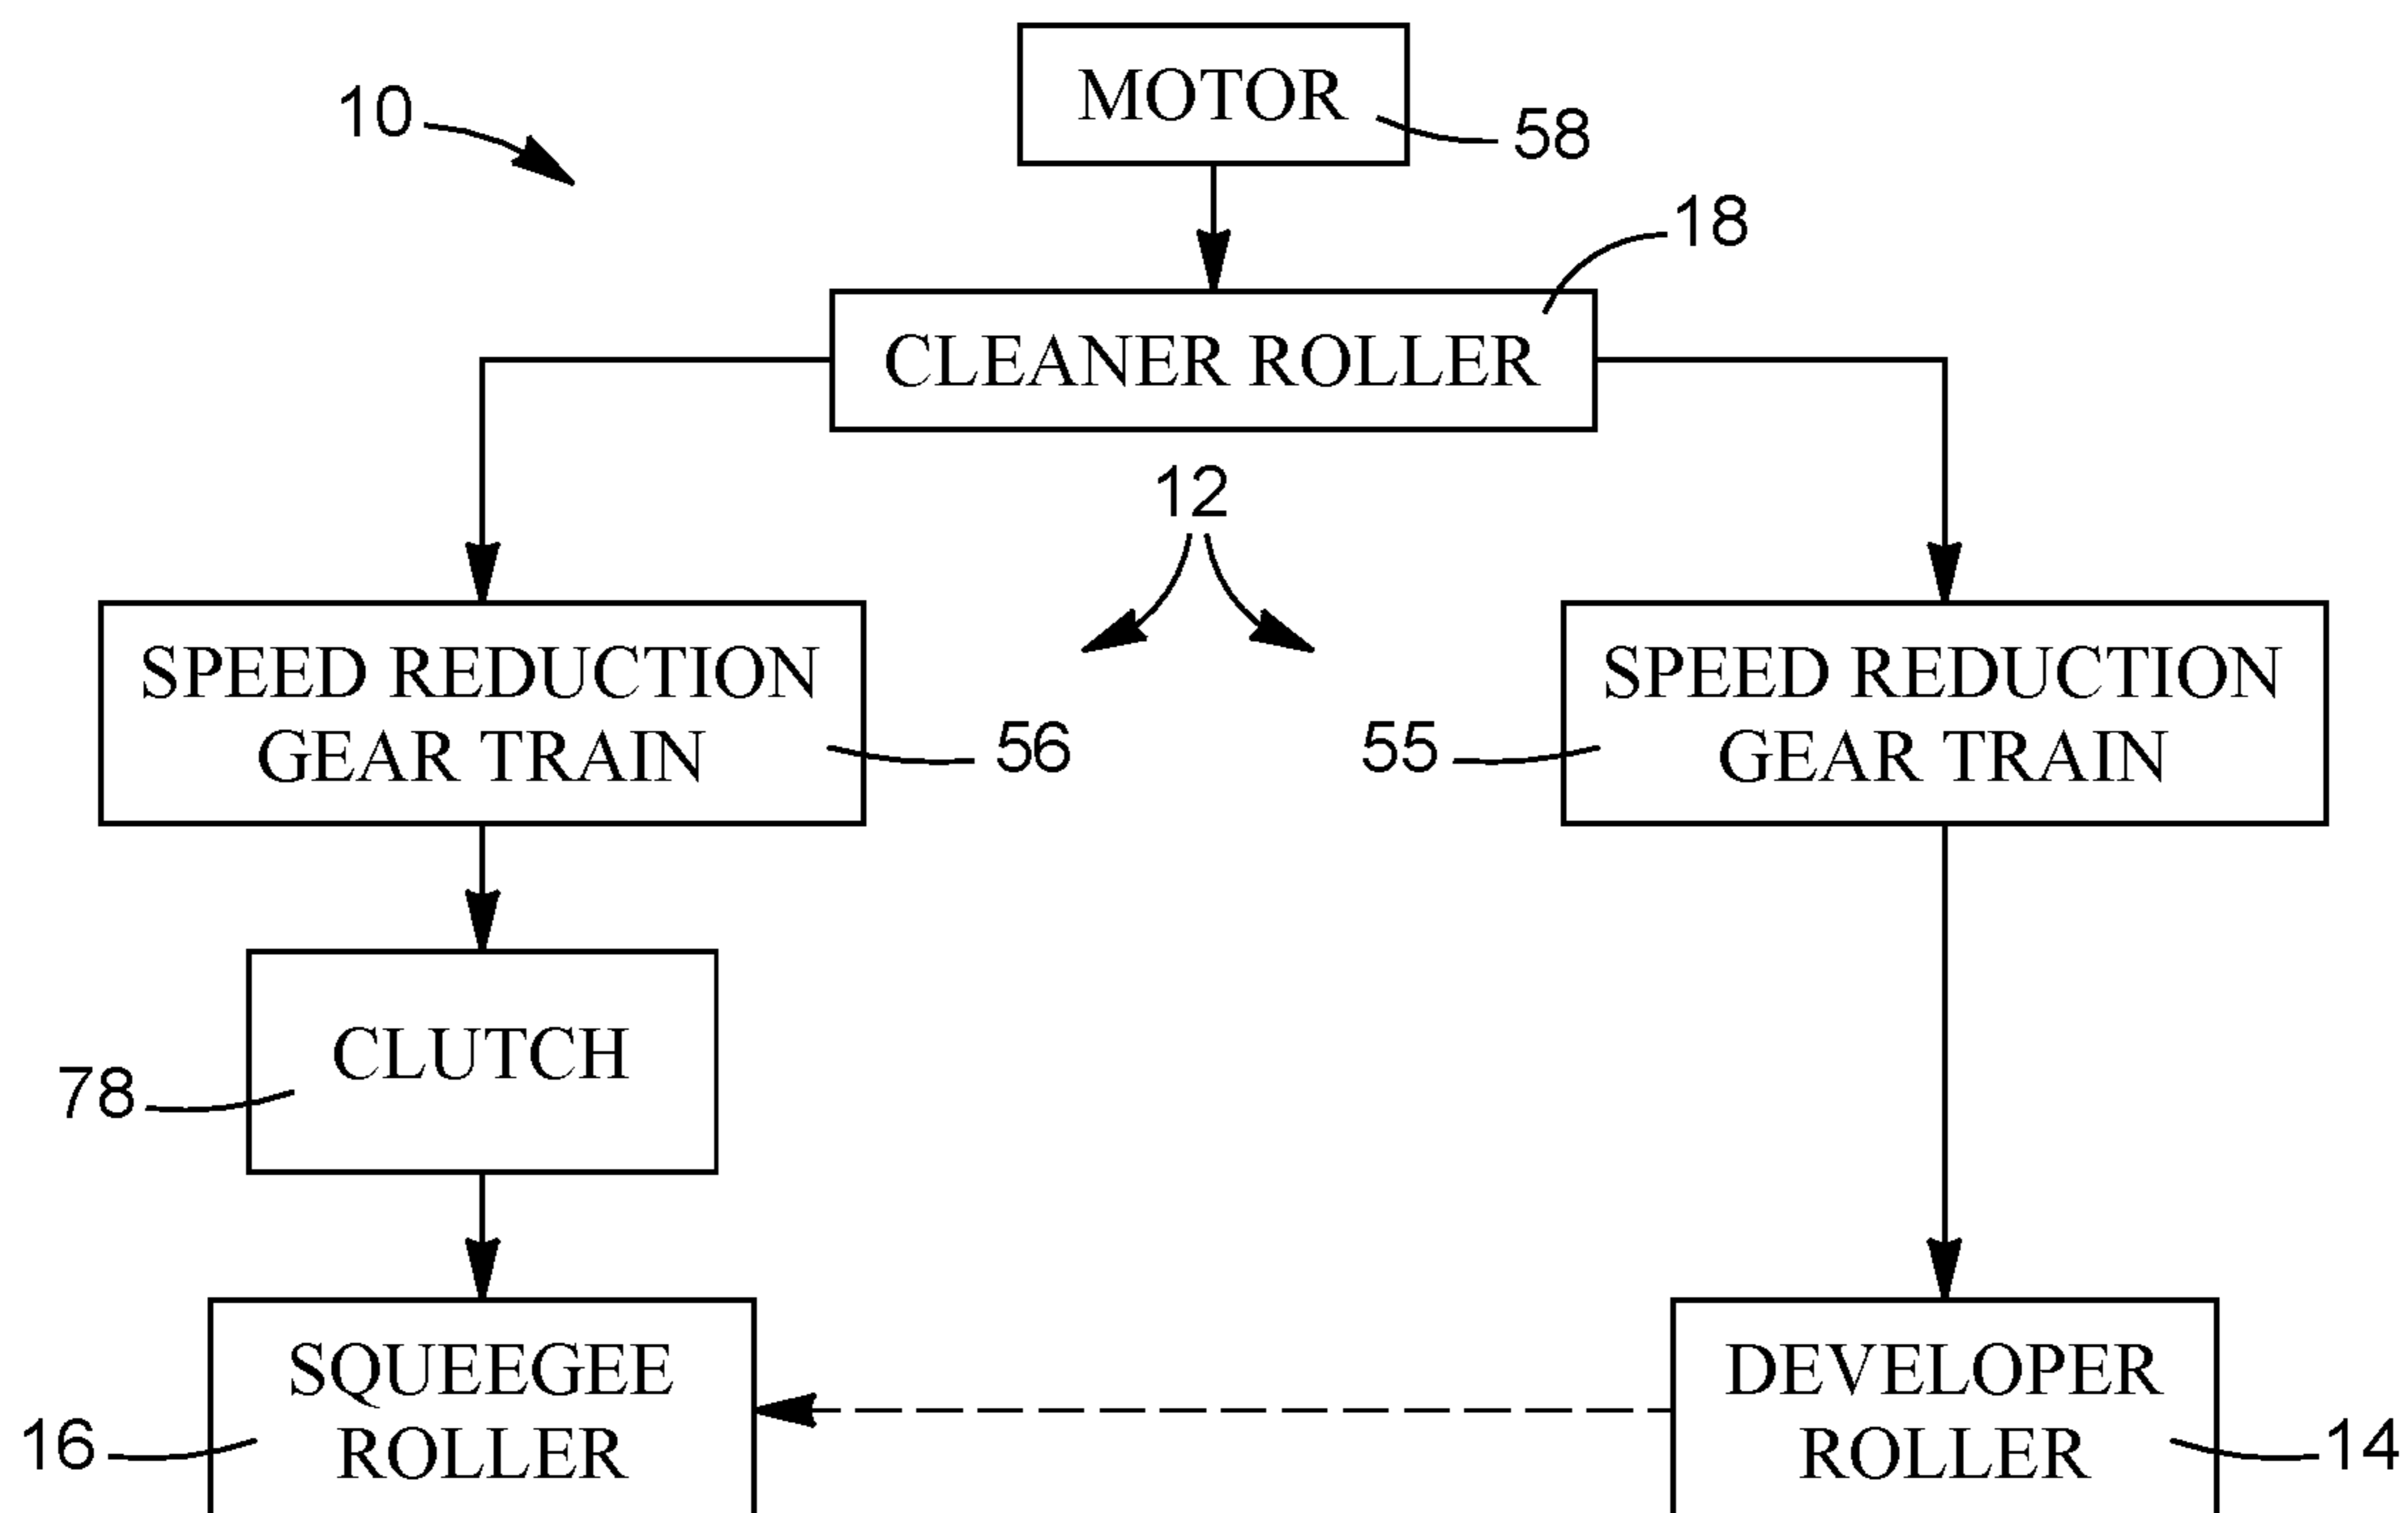 MOTOR
10
58
18
CLEANER ROLLER
12
SPEED REDUCTION
GEAR TRAIN
56
55
SPEED REDUCTION
GEAR TRAIN
CLUTCH
78
SQUEEGEE
ROLLER
16
DEVELOPER
ROLLER
14